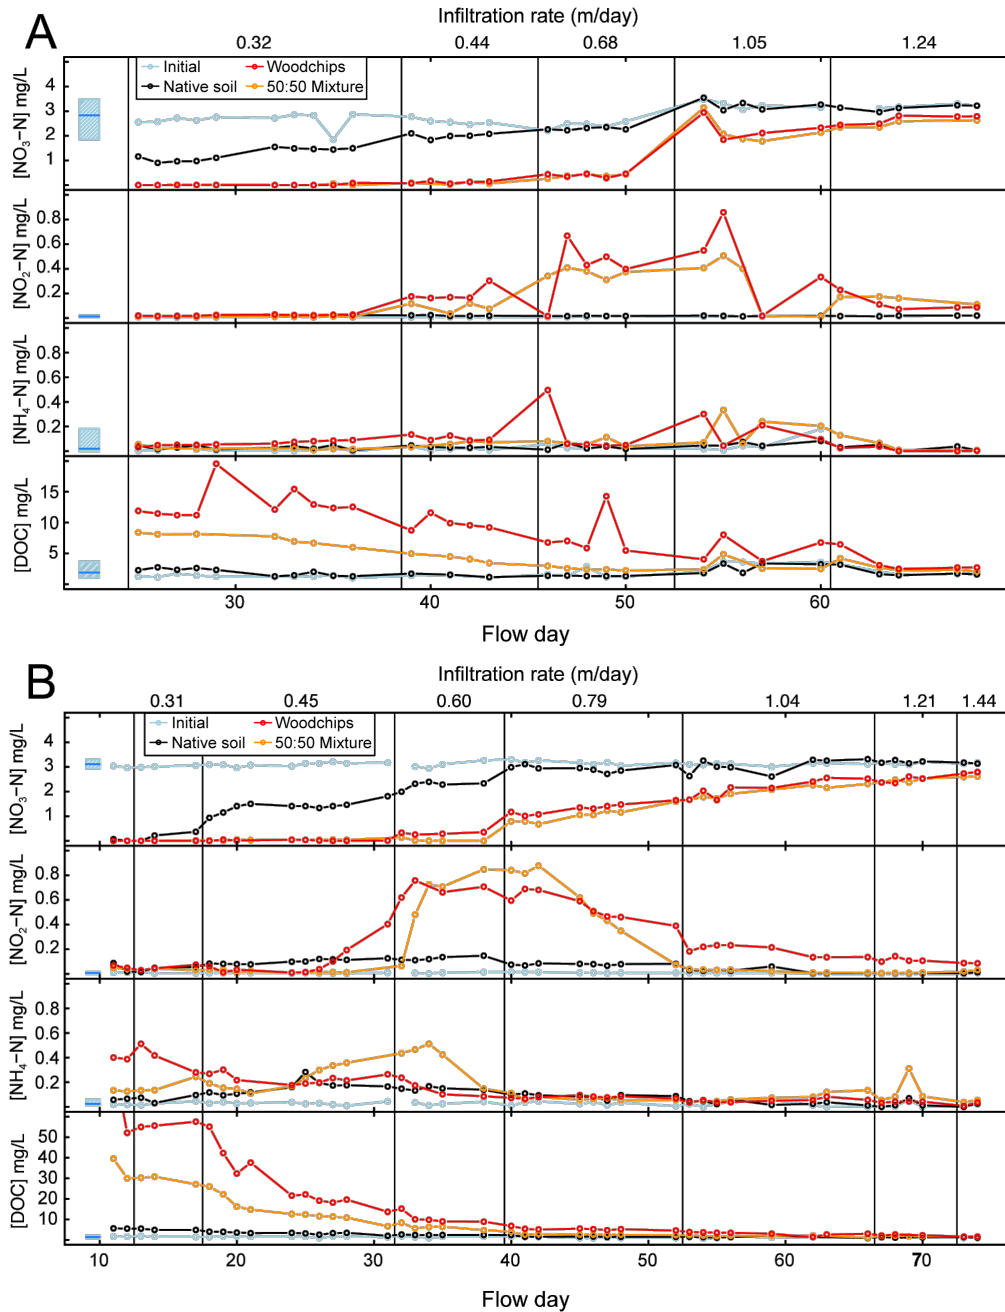 A
Infiltration rate (m/day)
0.32 0.44 0.68 1.05 1.24
Initial Woodchips
Native soil 50:50 Mixture
[NO3−N] mg/L
4
3
2
1
[NO2−N] mg/L
0.8
0.6
0.4
0.2
[NH4−N] mg/L
0.8
0.6
0.4
0.2
[DOC] mg/L
15
10
5
30 40 50 60
Flow day
B
Infiltration rate (m/day)
0.31 0.45 0.60 0.79 1.04 1.21 1.44
Initial Woodchips
Native soil 50:50 Mixture
[NO3−N] mg/L
4
3
2
1
[NO2−N] mg/L
0.8
0.6
0.4
0.2
[NH4−N] mg/L
0.8
0.6
0.4
0.2
[DOC] mg/L
50
40
30
20
10
10 20 30 40 50 60 70
Flow day